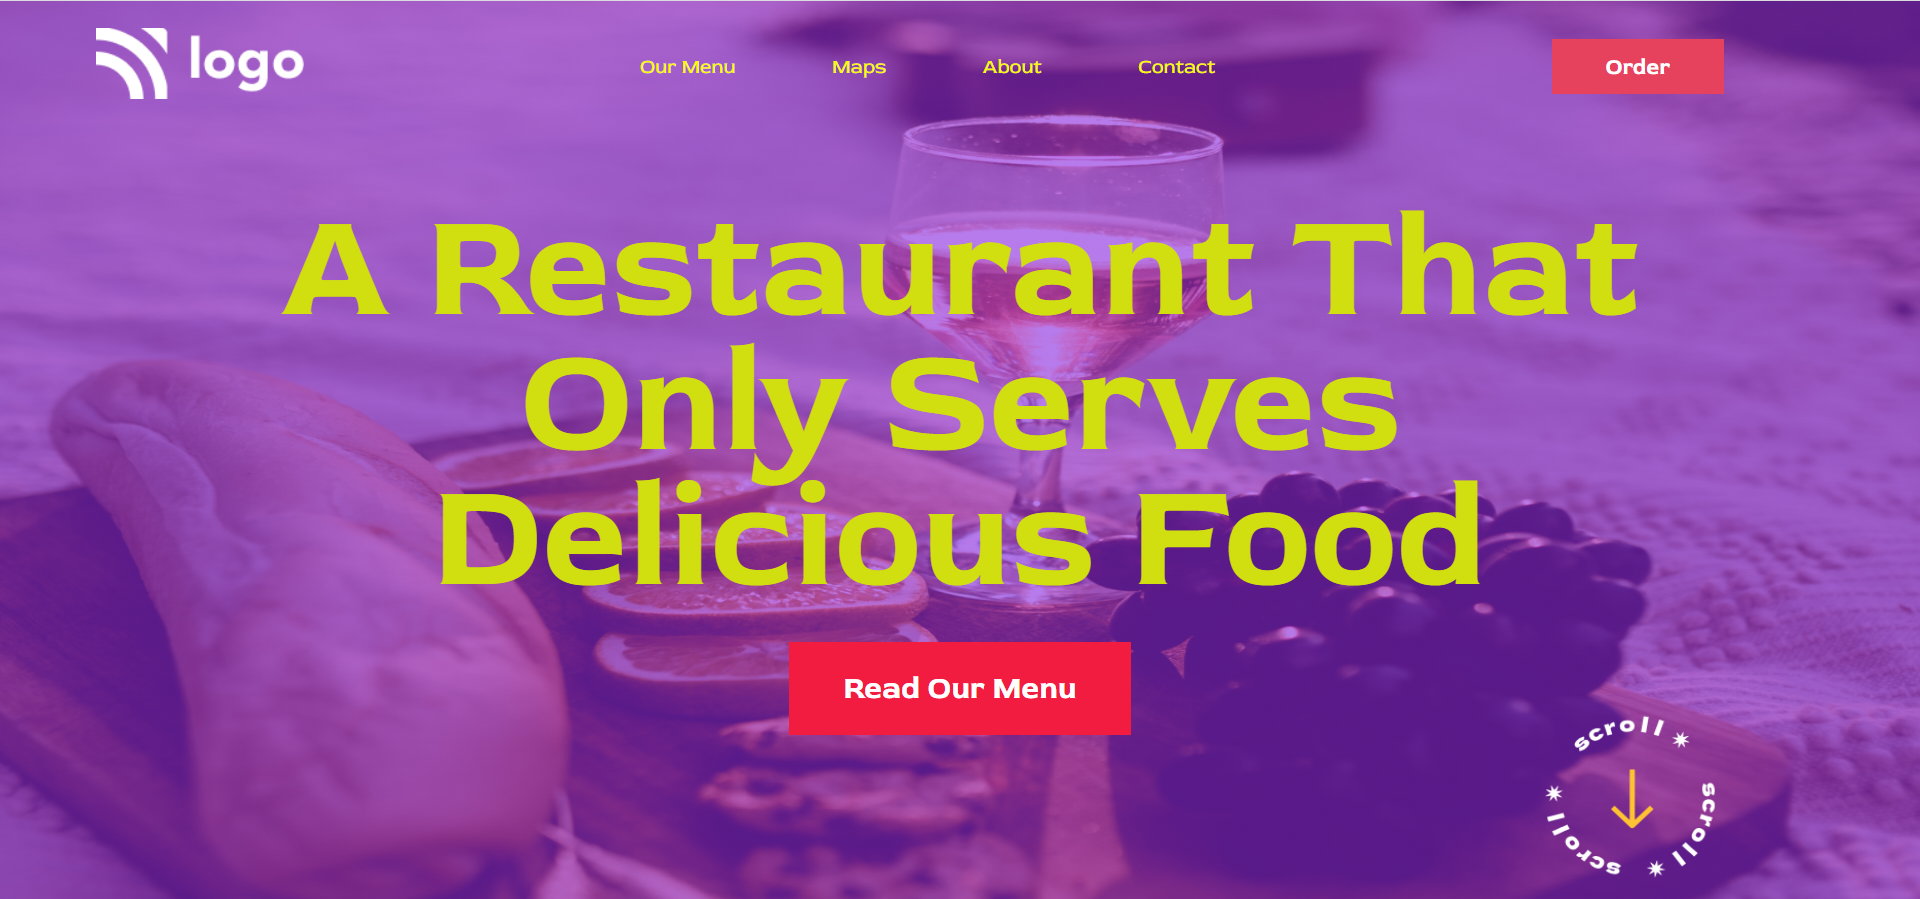 logo
Our Menu
Maps
About
Contact
Order
A Restaurant That
Only Serves
Delicious Food
Read Our Menu
scroll
scroll
scroll